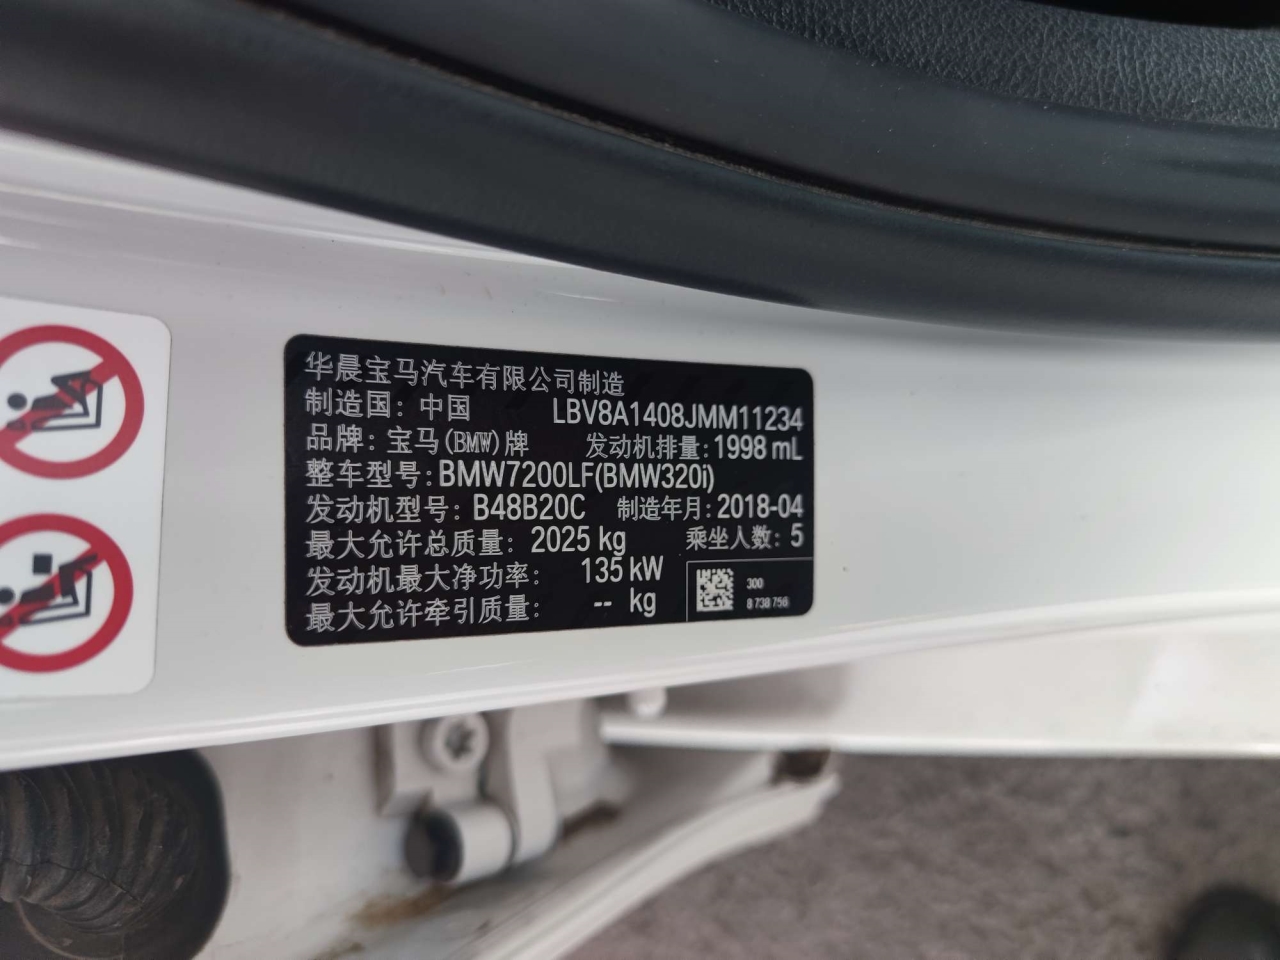 华晨宝马汽车有限公司制造
制造国：中国 LBV8A1408JMM11234
品牌：宝马(BMW)牌 发动机排量：1998 mL
整车型号：BMW7200LF(BMW320i)
发动机型号：B48B20C 制造年月：2018-04
最大允许总质量：2025 kg 乘坐人数：5
发动机最大净功率：135 kW
最大允许牵引质量：-- kg
300
8 738 756